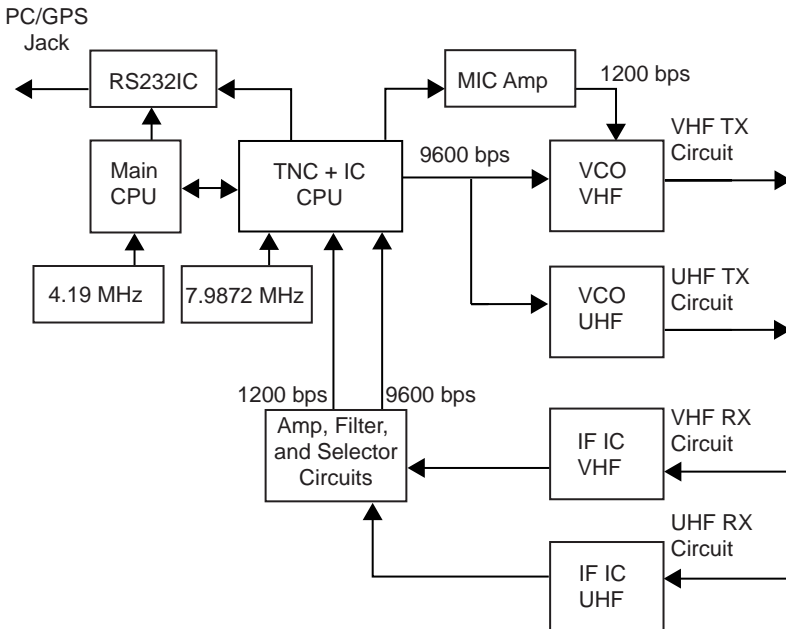 PC/GPS
Jack
RS232IC
MIC Amp
1200 bps
VHF TX
Circuit
Main
CPU
TNC + IC
CPU
9600 bps
VCO
VHF
4.19 MHz
7.9872 MHz
VCO
UHF
UHF TX
Circuit
1200 bps
9600 bps
Amp, Filter,
and Selector
Circuits
IF IC
VHF
VHF RX
Circuit
IF IC
UHF
UHF RX
Circuit